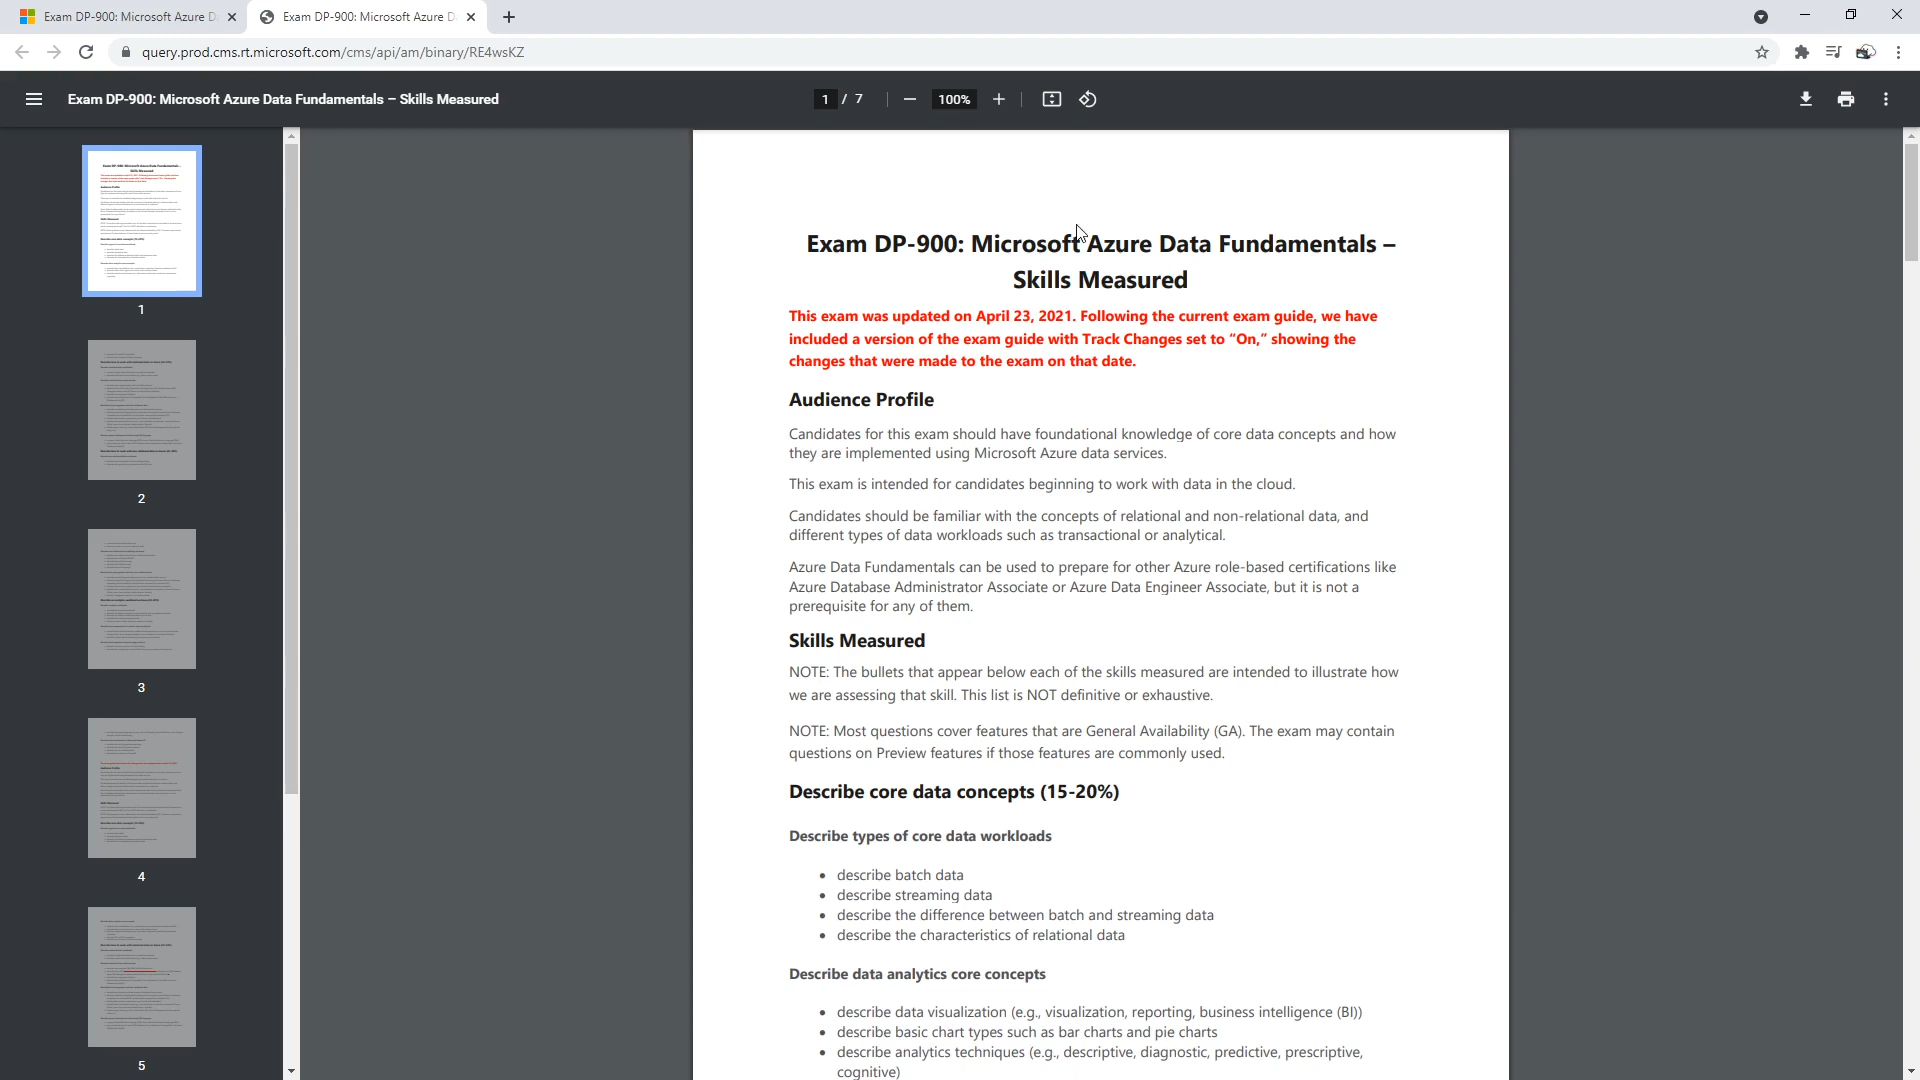 Exam DP-900: Microsoft Azure D
Exam DP-900: Microsoft Azure D
query.prod.cms.rt.microsoft.com/cms/api/am/binary/RE4wsKZ
Exam DP-900: Microsoft Azure Data Fundamentals – Skills Measured
1 / 7
100%
1
2
3
4
5
Exam DP-900: Microsoft Azure Data Fundamentals –
Skills Measured
This exam was updated on April 23, 2021. Following the current exam guide, we have
included a version of the exam guide with Track Changes set to “On,” showing the
changes that were made to the exam on that date.
Audience Profile
Candidates for this exam should have foundational knowledge of core data concepts and how
they are implemented using Microsoft Azure data services.
This exam is intended for candidates beginning to work with data in the cloud.
Candidates should be familiar with the concepts of relational and non-relational data, and
different types of data workloads such as transactional or analytical.
Azure Data Fundamentals can be used to prepare for other Azure role-based certifications like
Azure Database Administrator Associate or Azure Data Engineer Associate, but it is not a
prerequisite for any of them.
Skills Measured
NOTE: The bullets that appear below each of the skills measured are intended to illustrate how
we are assessing that skill. This list is NOT definitive or exhaustive.
NOTE: Most questions cover features that are General Availability (GA). The exam may contain
questions on Preview features if those features are commonly used.
Describe core data concepts (15-20%)
Describe types of core data workloads
• describe batch data
• describe streaming data
• describe the difference between batch and streaming data
• describe the characteristics of relational data
Describe data analytics core concepts
• describe data visualization (e.g., visualization, reporting, business intelligence (BI))
• describe basic chart types such as bar charts and pie charts
• describe analytics techniques (e.g., descriptive, diagnostic, predictive, prescriptive,
cognitive)